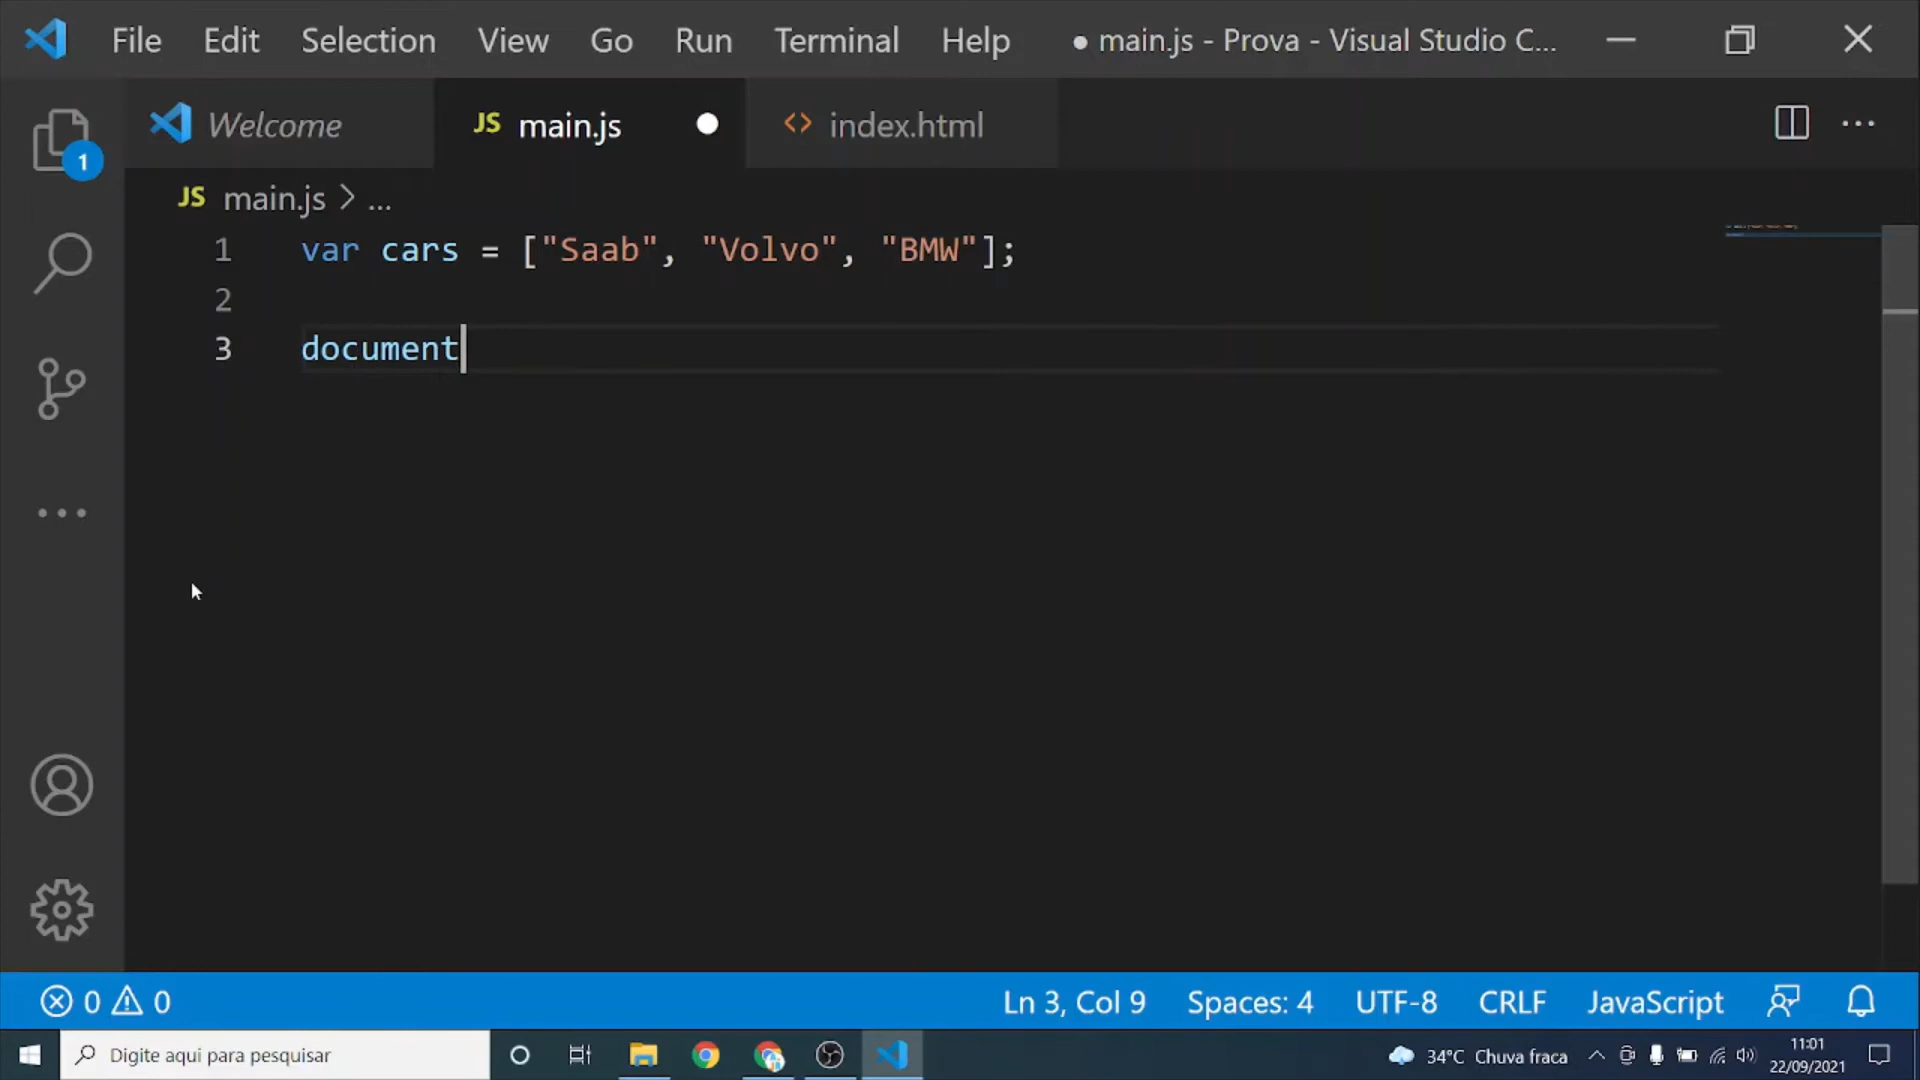 File Edit Selection View Go Run Terminal Help ● main.js - Prova - Visual Studio C...
Welcome JS main.js ● <> index.html ...
1
JS main.js > ...
1 var cars = ["Saab", "Volvo", "BMW"];
2
3 document
0 0 Ln 3, Col 9 Spaces: 4 UTF-8 CRLF JavaScript
Digite aqui para pesquisar 34°C Chuva fraca 11:01
22/09/2021